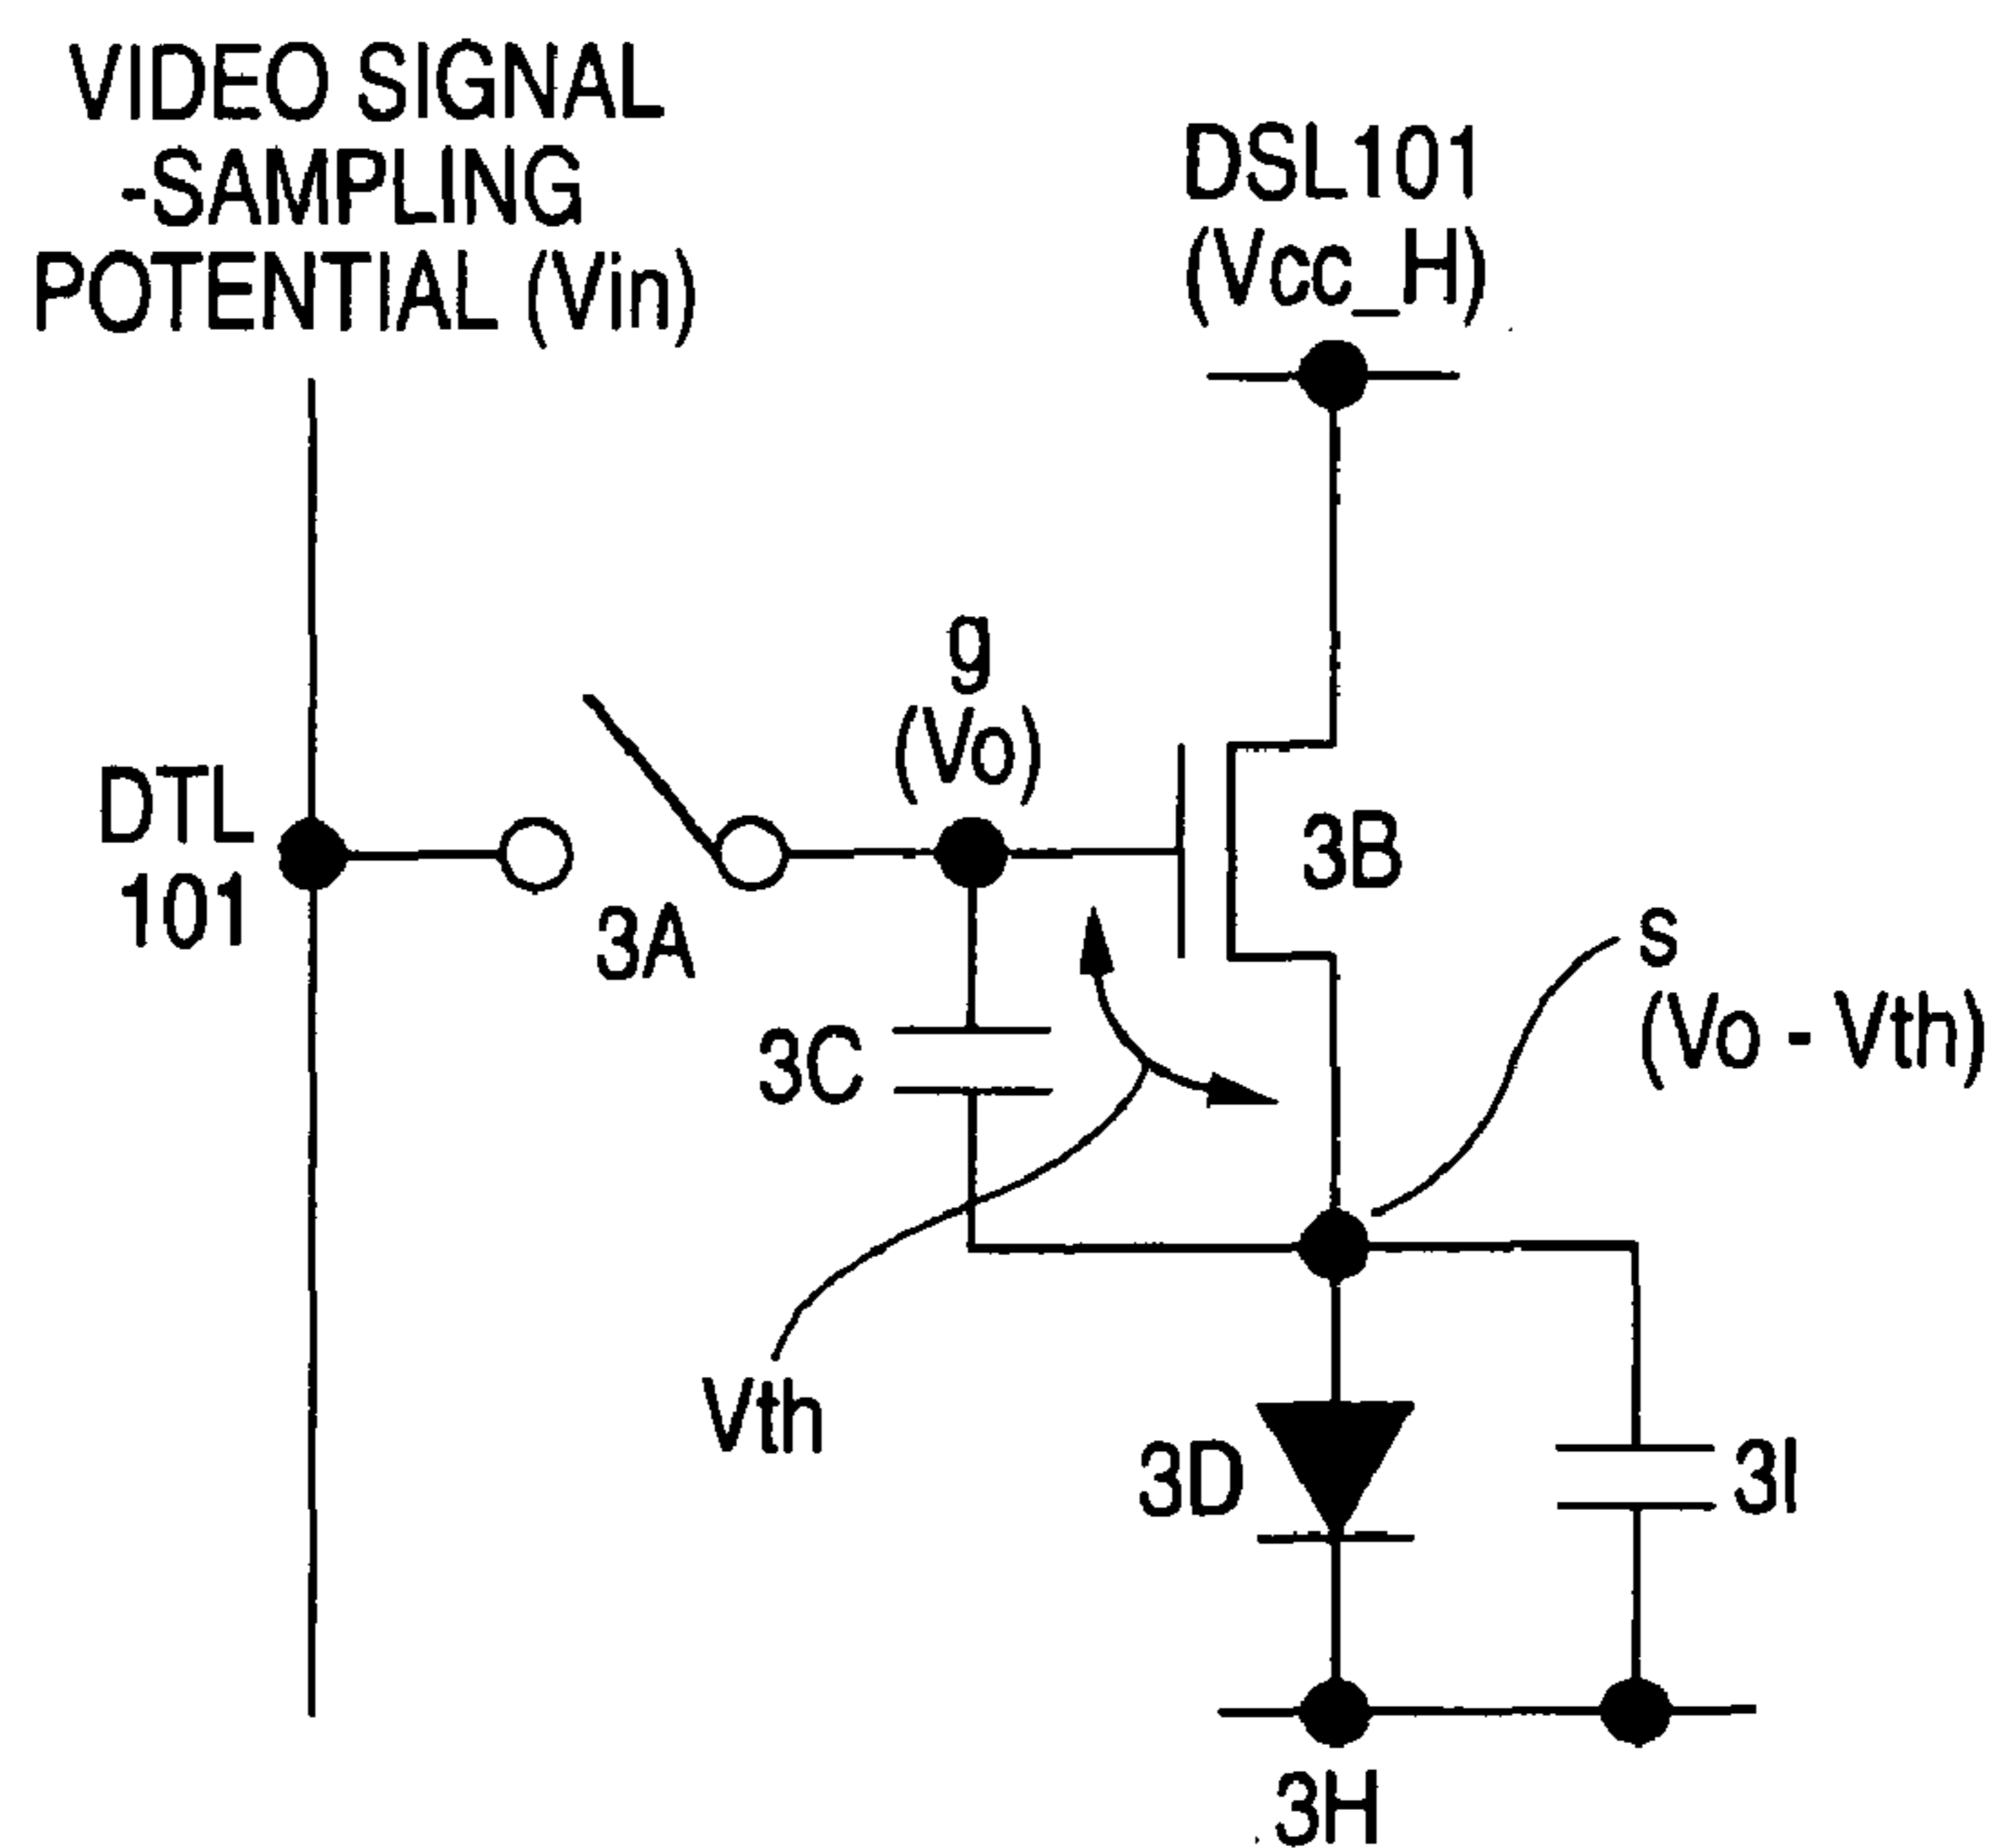 VIDEO SIGNAL
-SAMPLING
POTENTIAL (Vin)
DSL101
(Vcc_H)
g
(Vo)
DTL
101
3A
3B
s
(Vo - Vth)
3C
Vth
3D
3I
3H